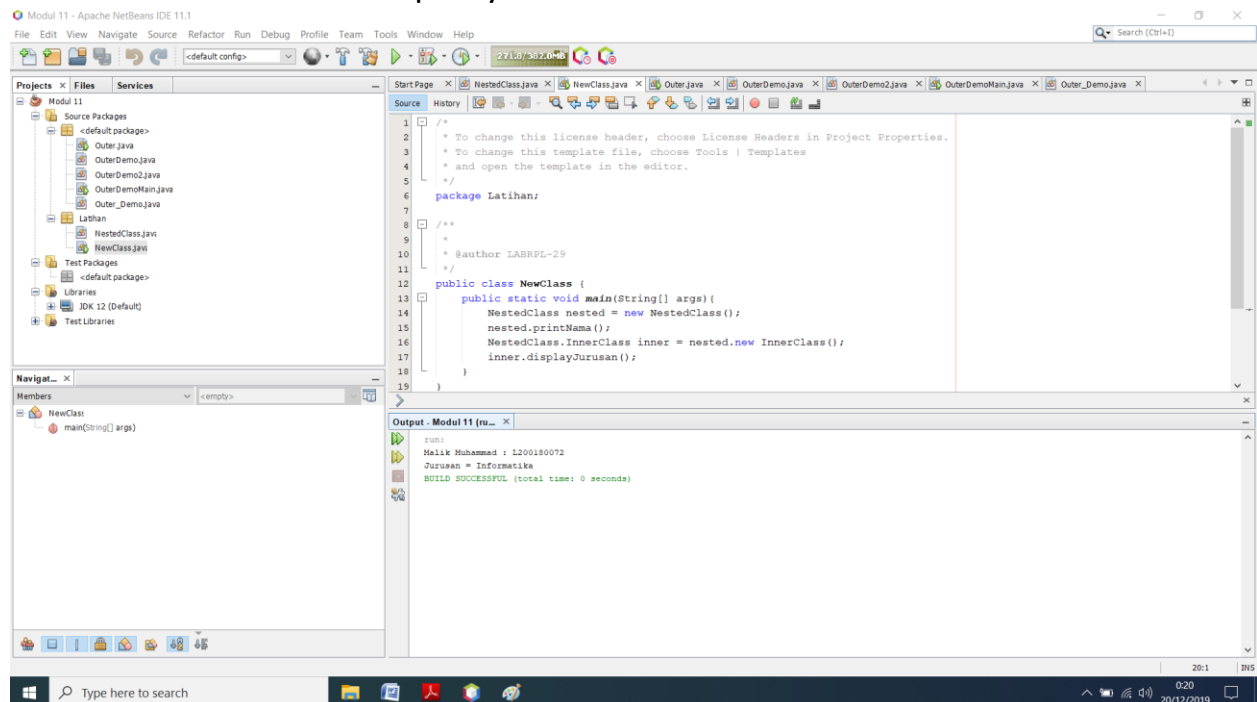 Modul 11 - Apache NetBeans IDE 11.1
File Edit View Navigate Source Refactor Run Debug Profile Team Tools Window Help
Search (Ctrl+I)
<default config>
271.8/382.0MB
Projects Files Services
Modul 11
Source Packages
<default package>
Outer.java
OuterDemo.java
OuterDemo2.java
OuterDemoMain.java
Outer_Demo.java
Latihan
NestedClass.java
NewClass.java
Test Packages
<default package>
Libraries
JDK 12 (Default)
Test Libraries
Navigat...
Members <empty>
NewClass
main(String[] args)
Start Page NestedClass.java NewClass.java Outer.java OuterDemo.java OuterDemo2.java OuterDemoMain.java Outer_Demo.java
Source History
1 /*
2 * To change this license header, choose License Headers in Project Properties.
3 * To change this template file, choose Tools | Templates
4 * and open the template in the editor.
5 */
6 package Latihan;
7
8 /**
9 *
10 * @author LABRPL-29
11 */
12 public class NewClass {
13 public static void main(String[] args){
14 NestedClass nested = new NestedClass();
15 nested.printNama();
16 NestedClass.InnerClass inner = nested.new InnerClass();
17 inner.displayJurusan();
18 }
19 }
Output - Modul 11 (ru...
run:
Malik Muhammad : L200180072
Jurusan = Informatika
BUILD SUCCESSFUL (total time: 0 seconds)
20:1 INS
Type here to search
0:20
20/12/2019